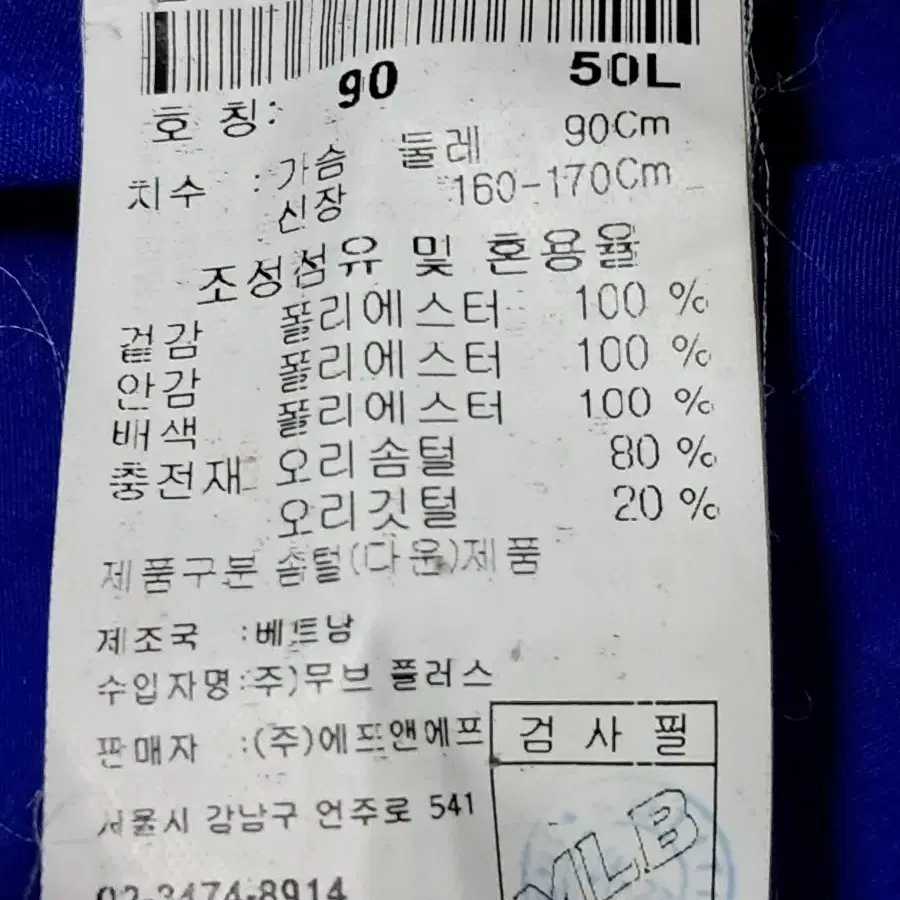 90 50L
호 칭:
치수 : 가슴 둘레 90Cm
신장 160-170Cm
조성섬유 및 혼용율
겉감 폴리에스터 100 %
안감 폴리에스터 100 %
배색 폴리에스터 100 %
충전재 오리솜털 80 %
오리깃털 20 %
제품구분 솜털(다운)제품
제조국 :베트남
수입자명:주)무브 플러스
판매자 :(주)에프앤에프
검 사 필
서울시 강남구 언주로 541
MLB
02-3474-8914